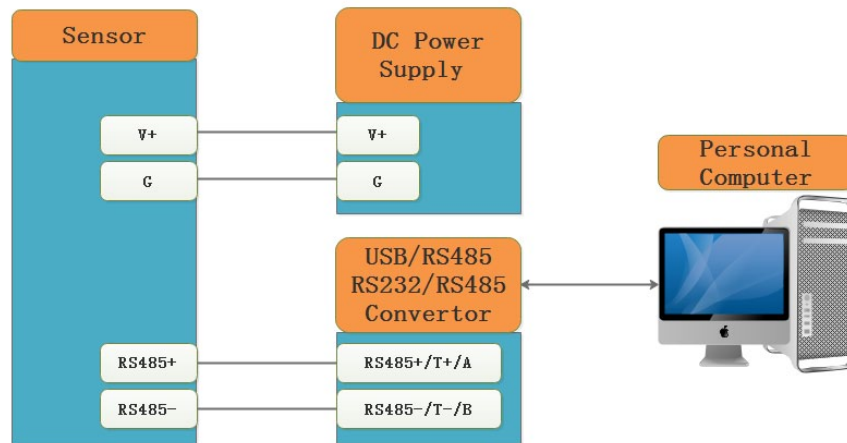 Sensor
V+
G
RS485+
RS485-
DC Power
Supply
V+
G
USB/RS485
RS232/RS485
Convertor
RS485+/T+/A
RS485-/T-/B
Personal
Computer